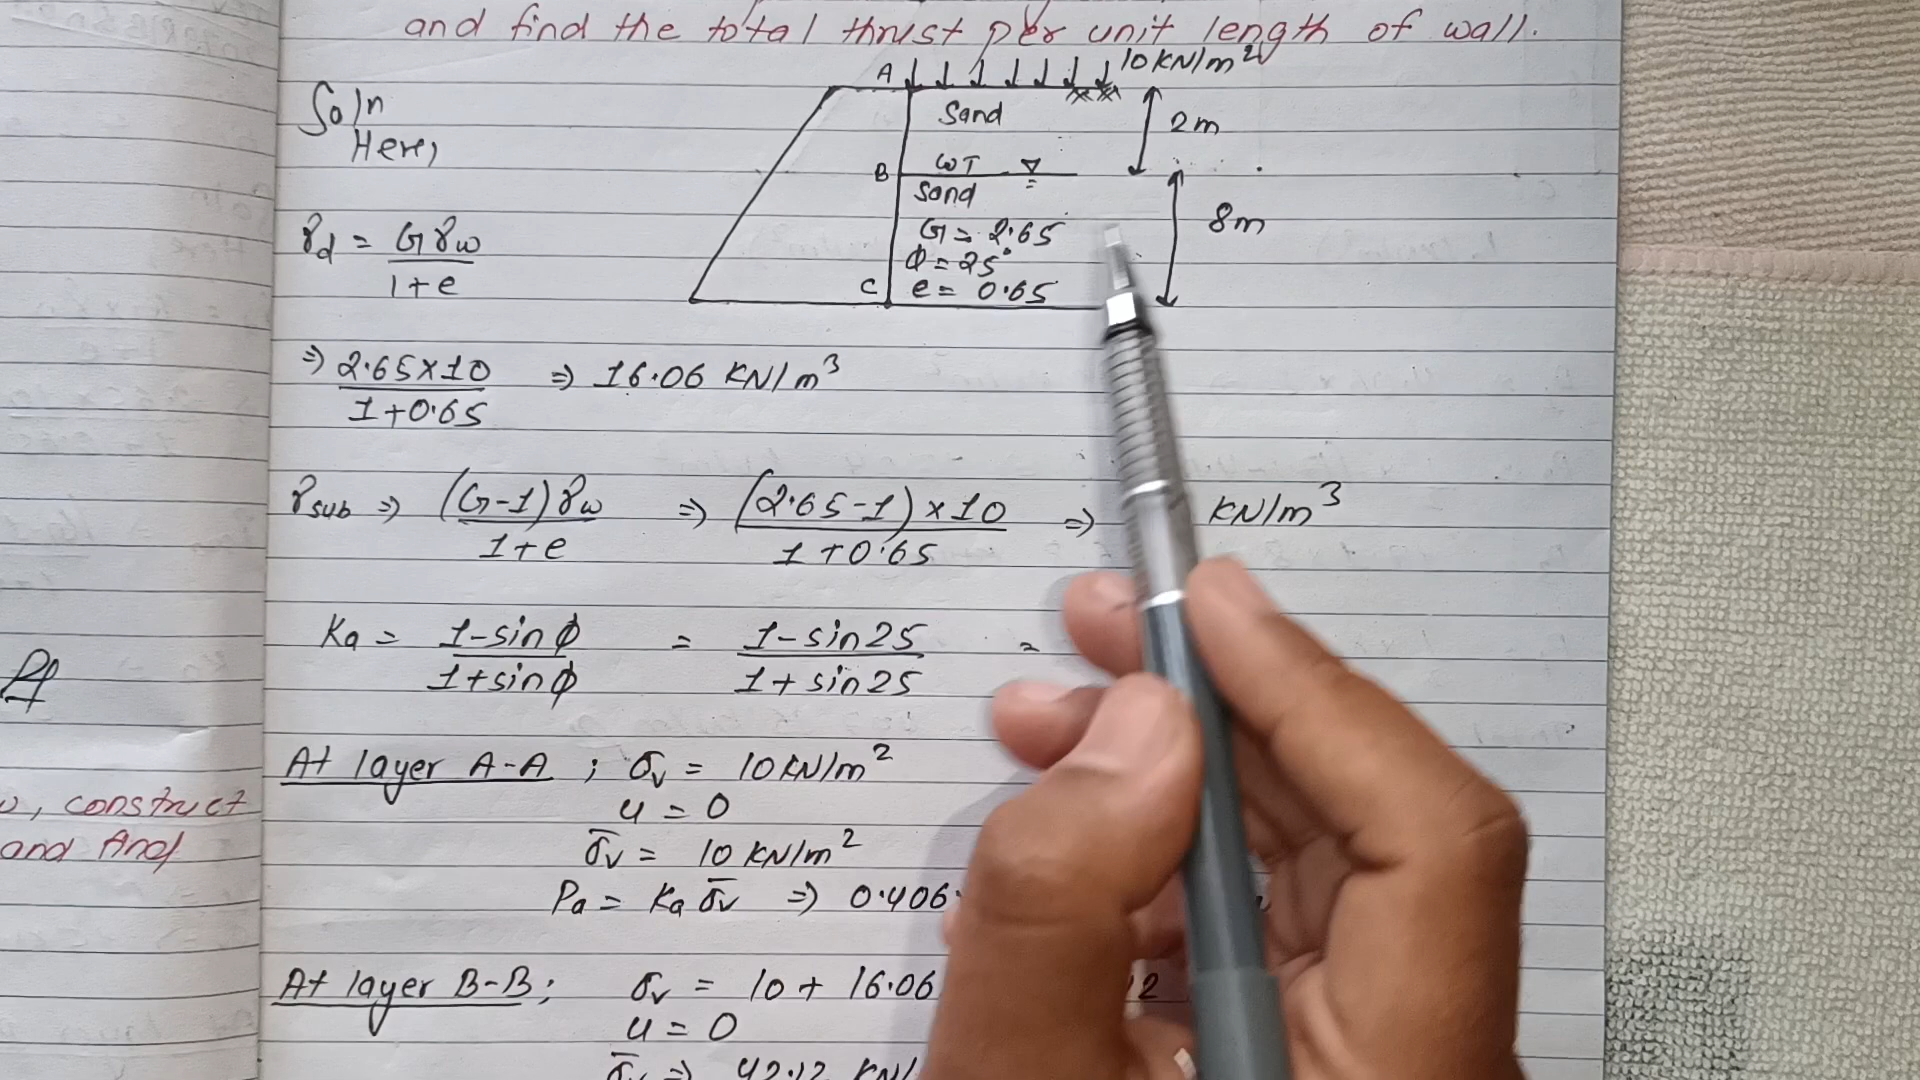 and find the total thrust per unit length of wall.
A 10 KN/m²
Soln
Here,
Sand
2m
B WT
Sand
G = 2.65
8m
ϕ = 25°
C e = 0.65
γd = Gγw / 1+e
⇒ 2.65×10 / 1+0.65 ⇒ 16.06 KN/m³
γsub ⇒ (G-1)γw / 1+e ⇒ (2.65-1)×10 / 1+0.65 ⇒ KN/m³
Ka = 1-sinϕ / 1+sinϕ = 1-sin25 / 1+sin25 =
At layer A-A ; σv = 10KN/m²
u = 0
σ̅v = 10 KN/m²
Pa = Ka σ̅v ⇒ 0.406
At layer B-B ; σv = 10 + 16.06 12
u = 0
σ̅v ⇒ 42.12 KN/
, construct
and find